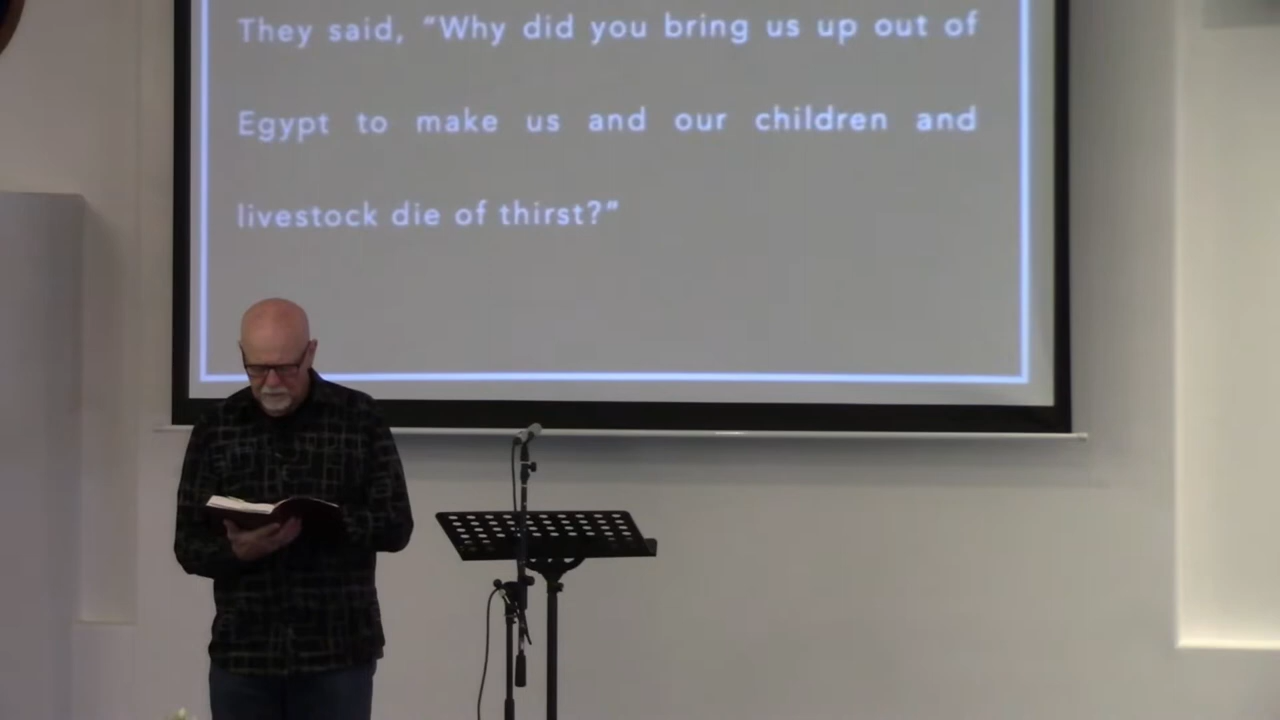 They said, “Why did you bring us up out of
Egypt to make us and our children and
livestock die of thirst?”